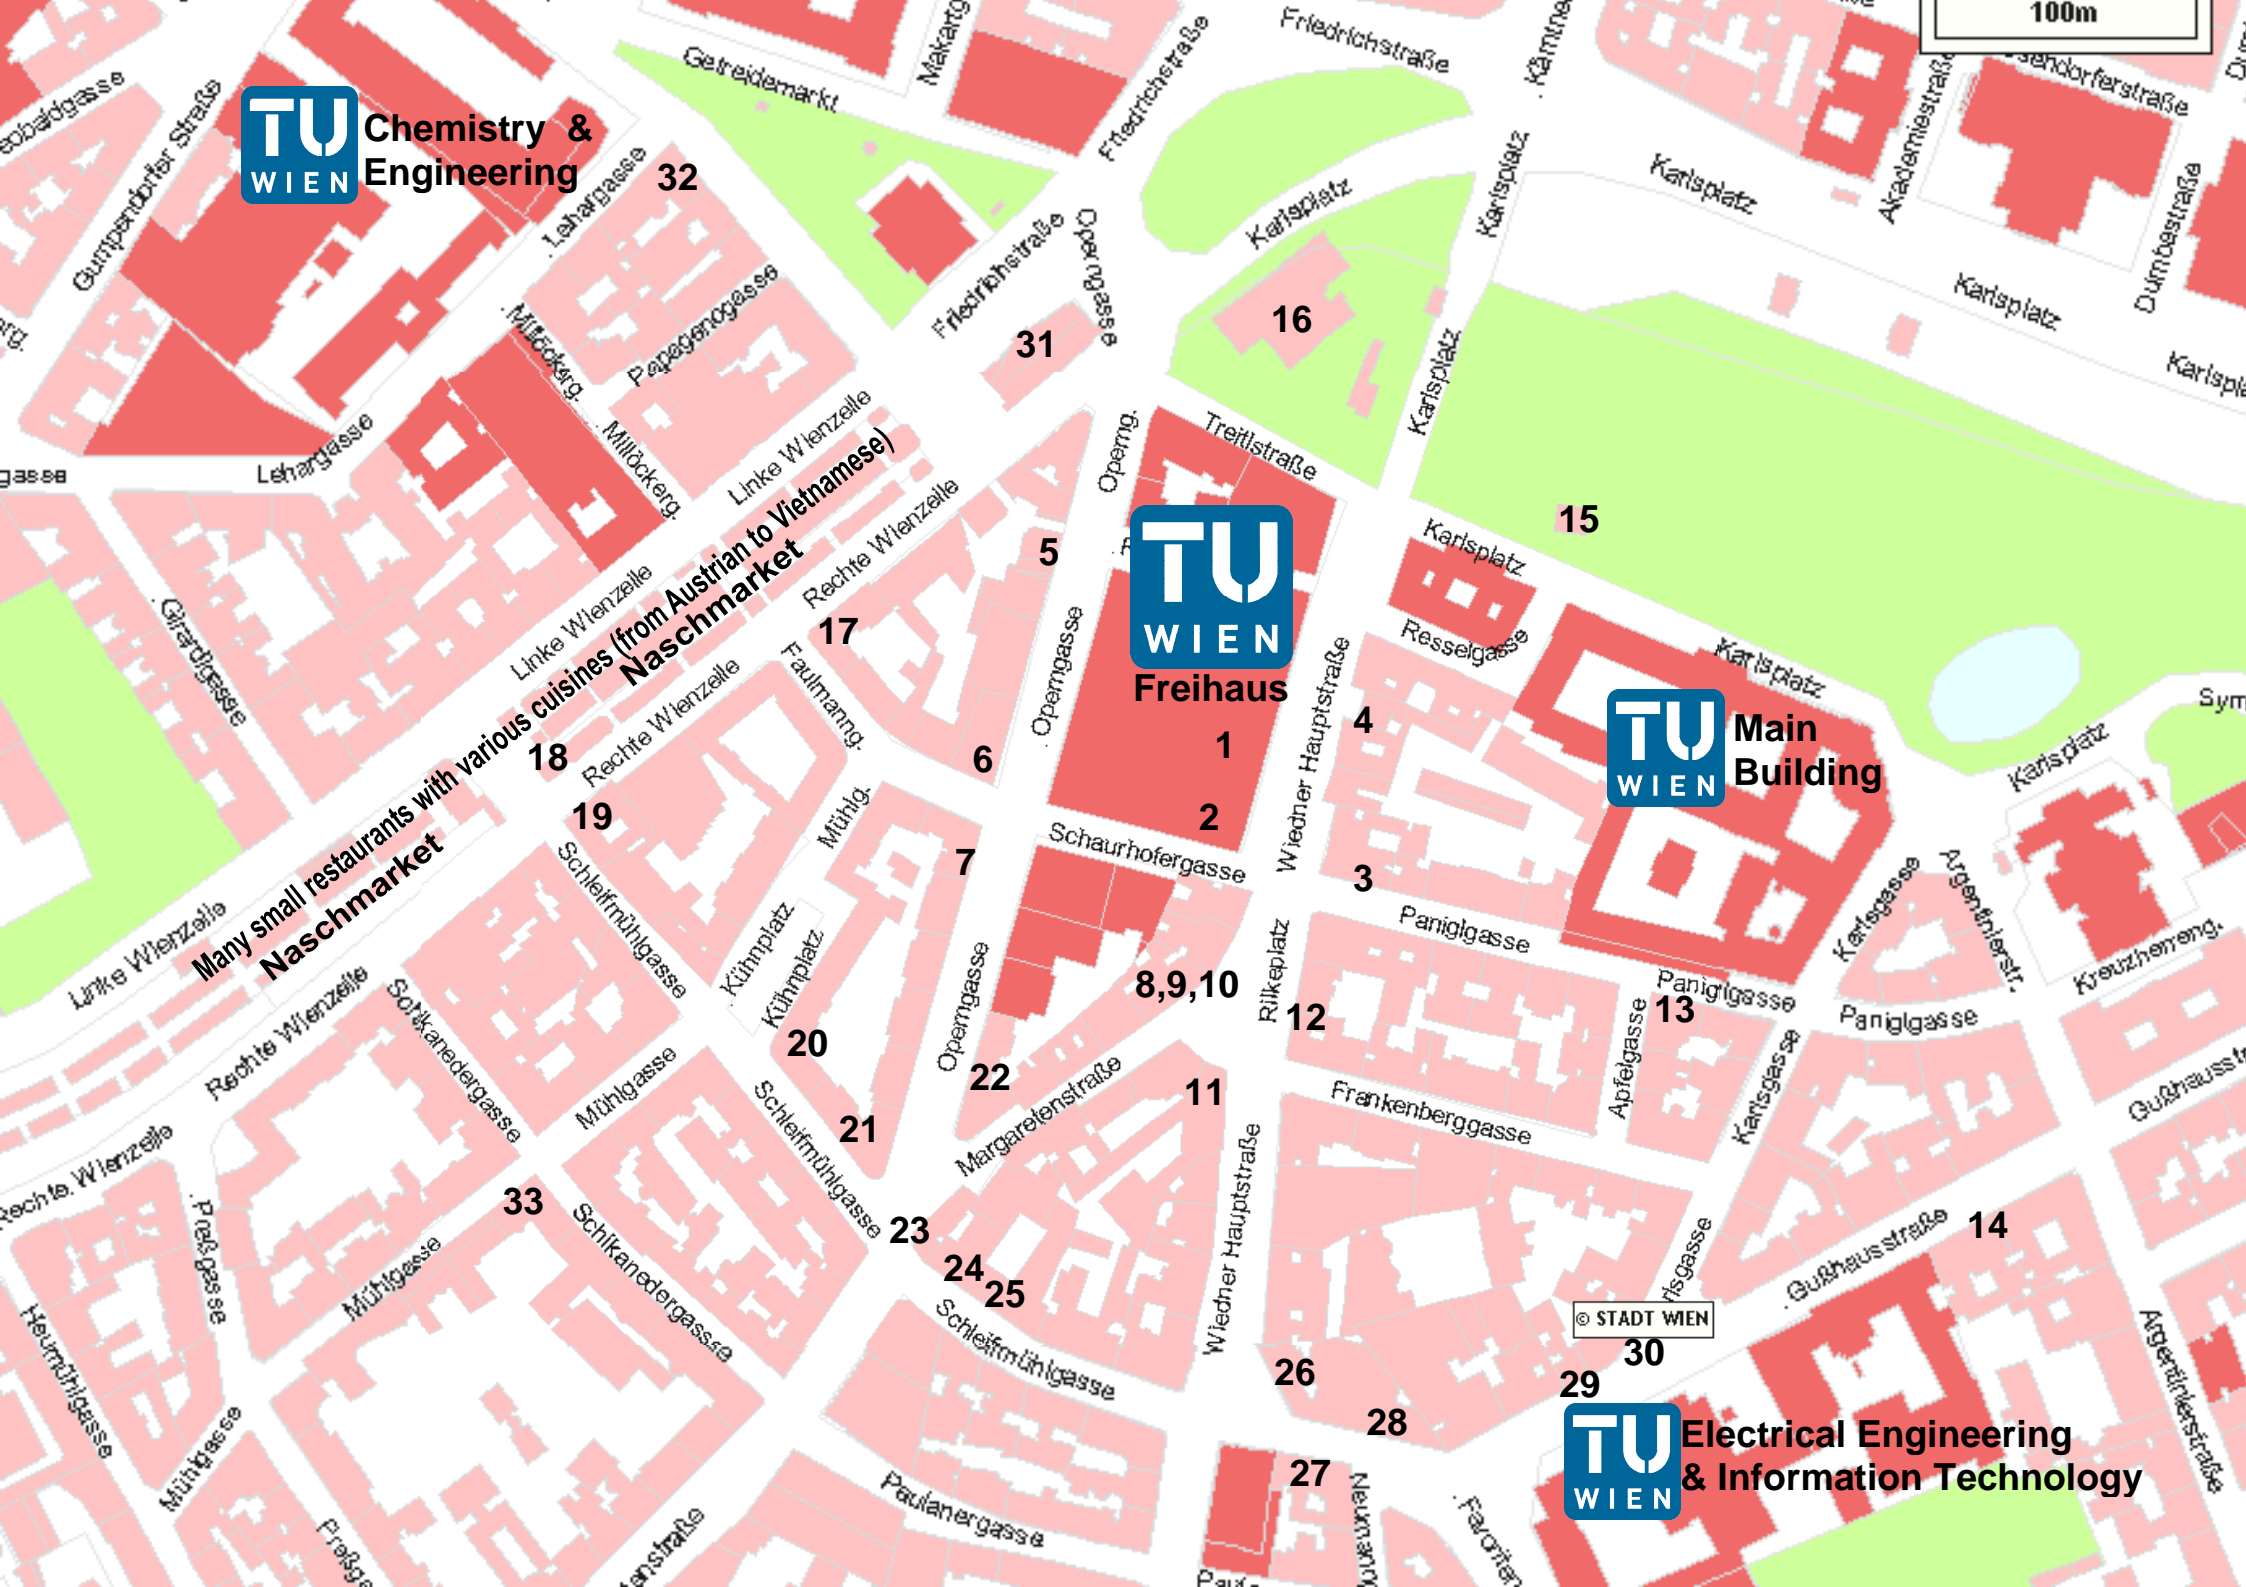 100m
Friedrichstraße
Getreidemarkt
Friedrichstraße
Karlsplatz
Akademiestraße
Dumbastraße
Gumpendorfer Straße
TU
WIEN
Chemistry &
Engineering
. Lehargasse
32
Karlsplatz
Karlsplatz
Karlsplatz
Friedrichstraße
Operngasse
16
31
Karlsplatz
. Millöckerg.
Papagenogasse
Karlsplatz
. Millöckerg.
Lehargasse
gasse
Linke Wienzeile
Operng.
Treitlstraße
Many small restaurants with various cuisines (from Austrian to Vietnamese)
Naschmarket
Naschmarket
Rechte Wienzeile
5
15
Karlsplatz
TU
WIEN
Freihaus
Linke Wienzeile
. Girardigasse
17
Resselgasse
Karlsplatz
Rechte Wienzeile
Faulmanng.
. Operngasse
Wiedner Hauptstraße
4
1
2
3
6
TU
WIEN
Main
Building
Karlsplatz
18
19
Mühlg.
7
Schaurhofergasse
Schleifmühlgasse
Paniglgasse
Karlsgasse
Argentinierstr.
Kreuzherreng.
Linke Wienzeile
. Kühnplatz
Kühnplatz
Operngasse
8,9,10
Rilkeplatz
12
Paniglgasse
13
Paniglgasse
Rechte Wienzeile
Schikanedergasse
20
22
11
Apfelgasse
Karlsgasse
Mühlgasse
21
Schleifmühlgasse
Margaretenstraße
Frankenberggasse
Rechte Wienzeile
. Preßgasse
33
Mühlgasse
Schikanedergasse
23
24
25
Wiedner Hauptstraße
. Gußhausstraße
14
© STADT WIEN
30
29
26
28
27
Schleifmühlgasse
Heumühlgasse
Mühlgasse
Paulanergasse
TU
WIEN
Electrical Engineering
& Information Technology
Argentinierstraße